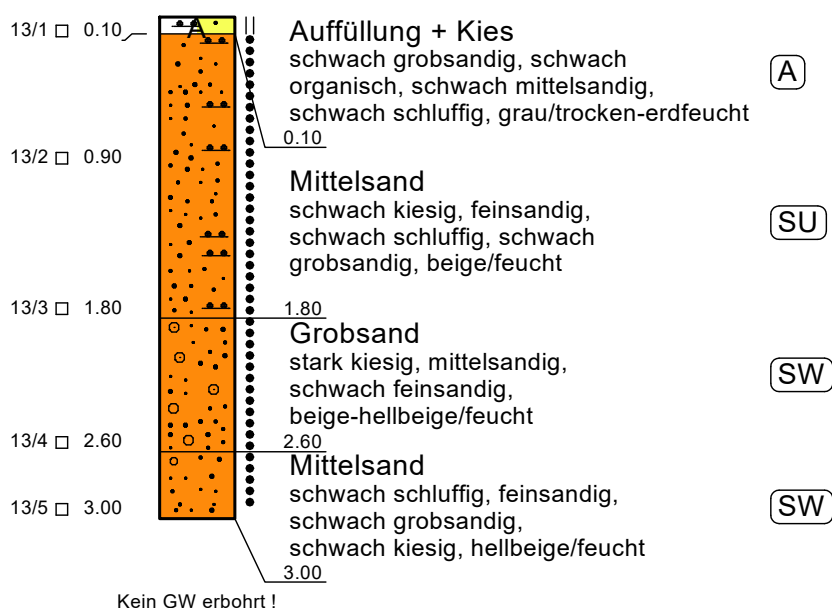 13/1 0.10
A
Auffüllung + Kies
schwach grobsandig, schwach
organisch, schwach mittelsandig,
schwach schluffig, grau/trocken-erdfeucht
A
0.10
13/2 0.90
Mittelsand
schwach kiesig, feinsandig,
schwach schluffig, schwach
grobsandig, beige/feucht
SU
13/3 1.80
1.80
Grobsand
stark kiesig, mittelsandig,
schwach feinsandig,
beige-hellbeige/feucht
SW
13/4 2.60
2.60
Mittelsand
schwach schluffig, feinsandig,
schwach grobsandig,
schwach kiesig, hellbeige/feucht
SW
13/5 3.00
3.00
Kein GW erbohrt !